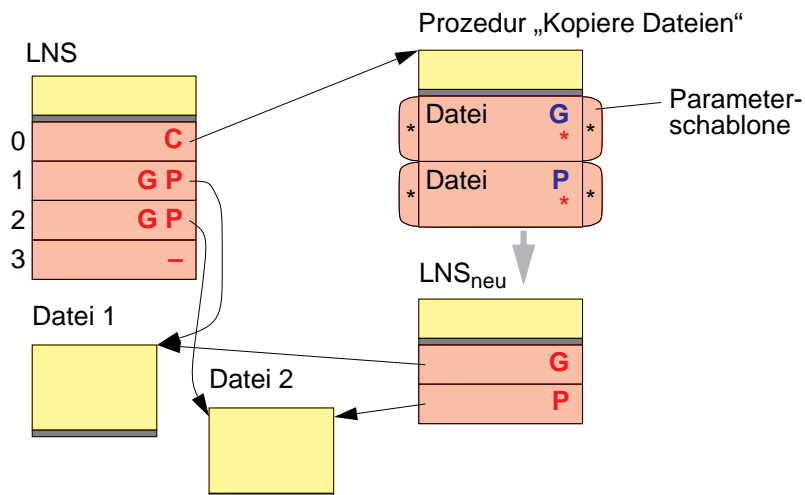 Prozedur „Kopiere Dateien“
LNS
0 C
1 G P
2 G P
3 –
Datei G
* * *
Datei P
* * *
Parameter-
schablone
LNSneu
G
P
Datei 1
Datei 2